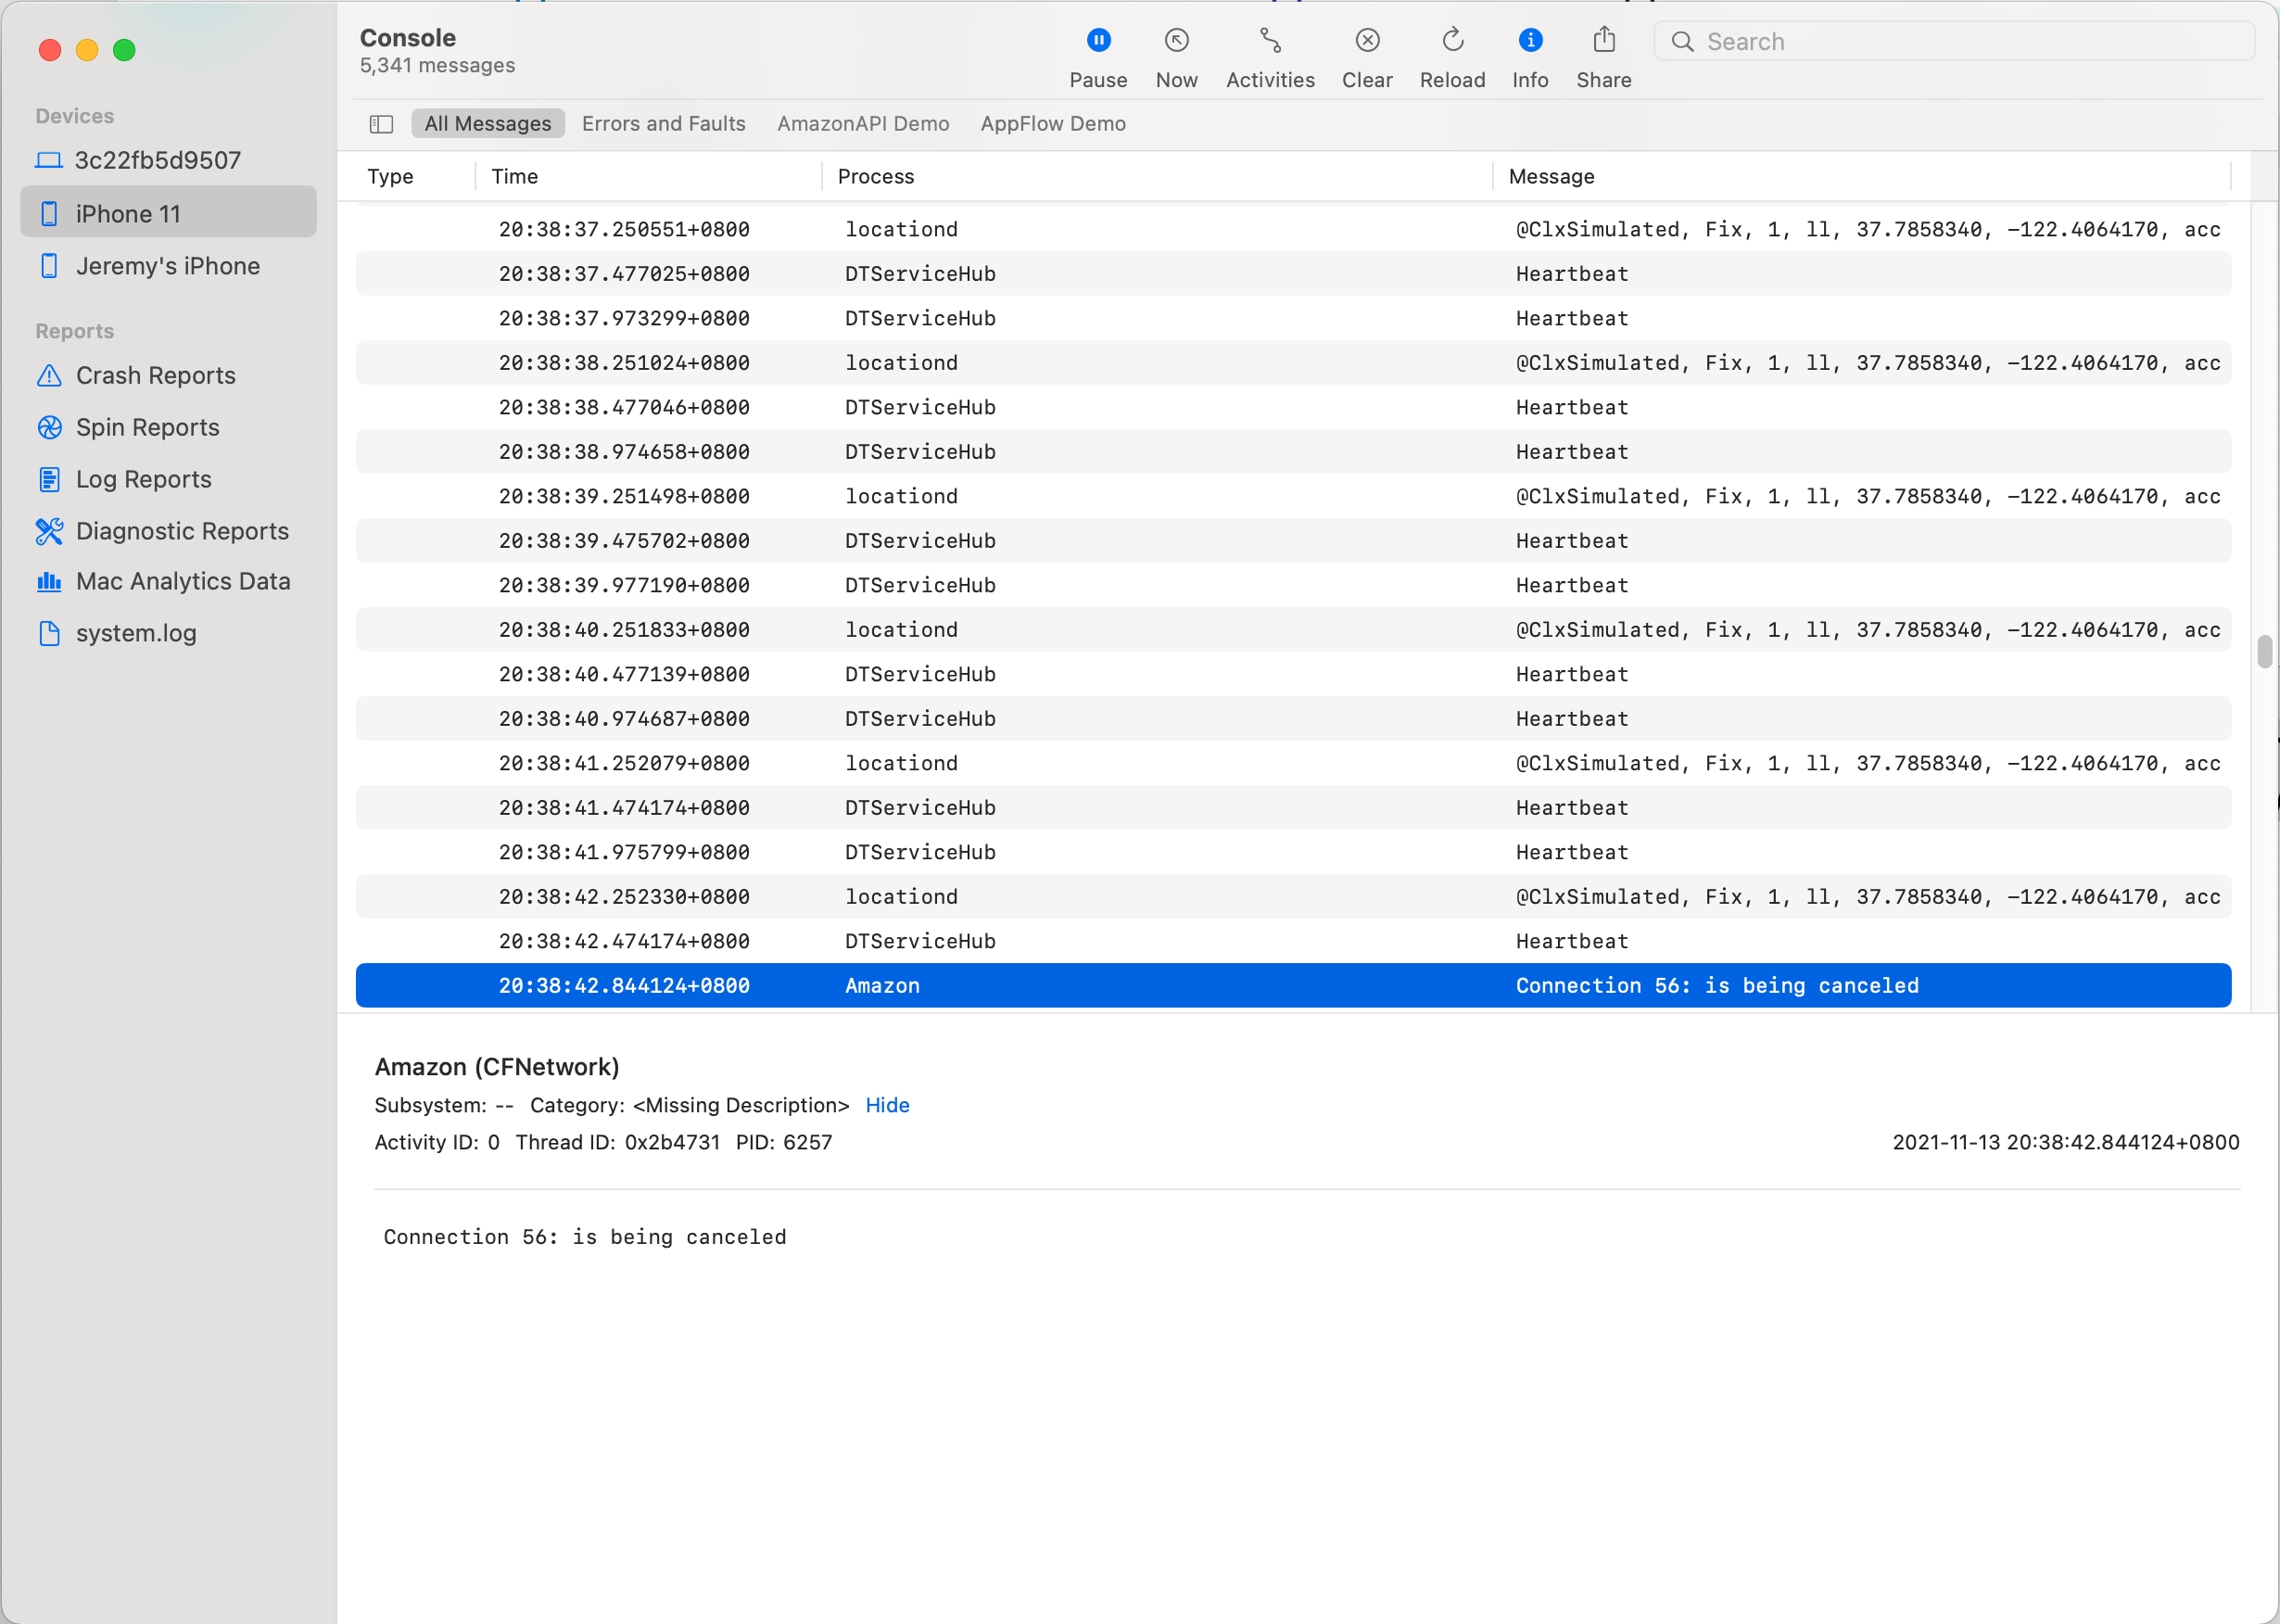 Console
5,341 messages
Pause Now Activities Clear Reload Info Share
Search
All Messages Errors and Faults AmazonAPI Demo AppFlow Demo
Devices
3c22fb5d9507
iPhone 11
Jeremy's iPhone
Reports
Crash Reports
Spin Reports
Log Reports
Diagnostic Reports
Mac Analytics Data
system.log
Type Time Process Message
20:38:37.250551+0800 locationd @ClxSimulated, Fix, 1, ll, 37.7858340, -122.4064170, acc
20:38:37.477025+0800 DTServiceHub Heartbeat
20:38:37.973299+0800 DTServiceHub Heartbeat
20:38:38.251024+0800 locationd @ClxSimulated, Fix, 1, ll, 37.7858340, -122.4064170, acc
20:38:38.477046+0800 DTServiceHub Heartbeat
20:38:38.974658+0800 DTServiceHub Heartbeat
20:38:39.251498+0800 locationd @ClxSimulated, Fix, 1, ll, 37.7858340, -122.4064170, acc
20:38:39.475702+0800 DTServiceHub Heartbeat
20:38:39.977190+0800 DTServiceHub Heartbeat
20:38:40.251833+0800 locationd @ClxSimulated, Fix, 1, ll, 37.7858340, -122.4064170, acc
20:38:40.477139+0800 DTServiceHub Heartbeat
20:38:40.974687+0800 DTServiceHub Heartbeat
20:38:41.252079+0800 locationd @ClxSimulated, Fix, 1, ll, 37.7858340, -122.4064170, acc
20:38:41.474174+0800 DTServiceHub Heartbeat
20:38:41.975799+0800 DTServiceHub Heartbeat
20:38:42.252330+0800 locationd @ClxSimulated, Fix, 1, ll, 37.7858340, -122.4064170, acc
20:38:42.474174+0800 DTServiceHub Heartbeat
20:38:42.844124+0800 Amazon Connection 56: is being canceled
Amazon (CFNetwork)
Subsystem: -- Category: <Missing Description> Hide
Activity ID: 0 Thread ID: 0x2b4731 PID: 6257 2021-11-13 20:38:42.844124+0800
Connection 56: is being canceled